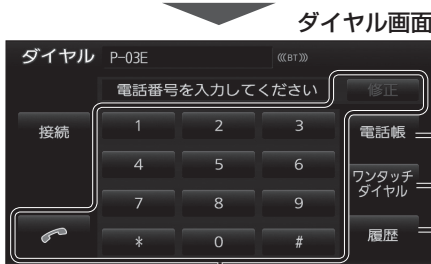 ダイヤル画面
ダイヤル P-03E (((BT)))
電話番号を入力してください 修正
接続 1 2 3 電話帳
4 5 6 ワンタッチ
ダイヤル
7 8 9
* 0 # 履歴